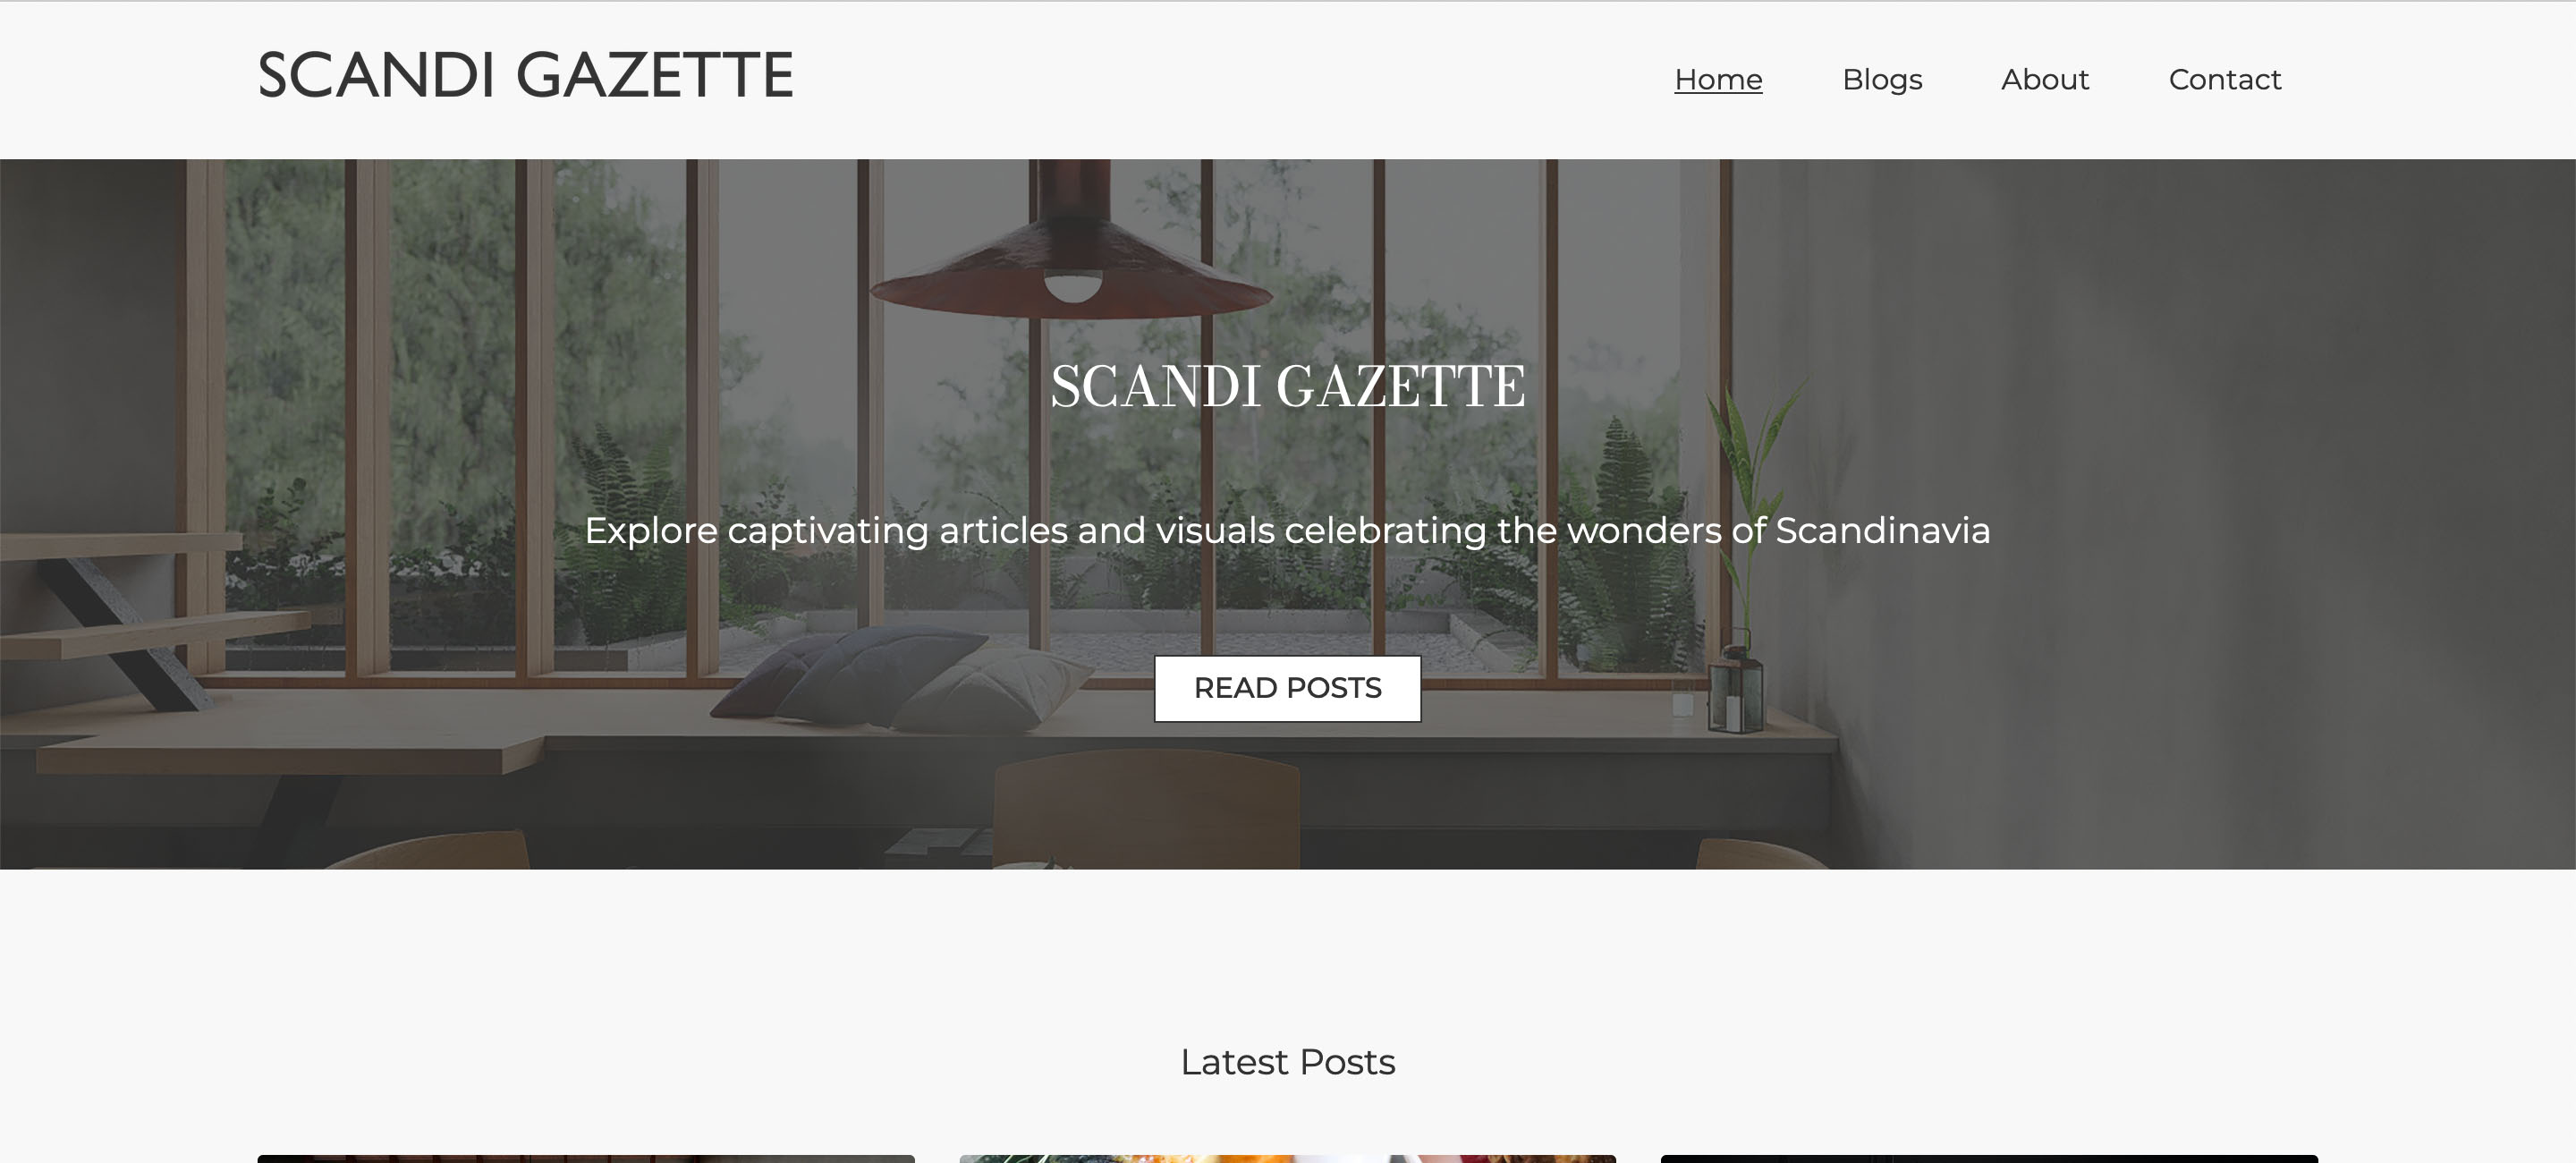 SCANDI GAZETTE
Home Blogs About Contact
SCANDI GAZETTE
Explore captivating articles and visuals celebrating the wonders of Scandinavia
READ POSTS
Latest Posts